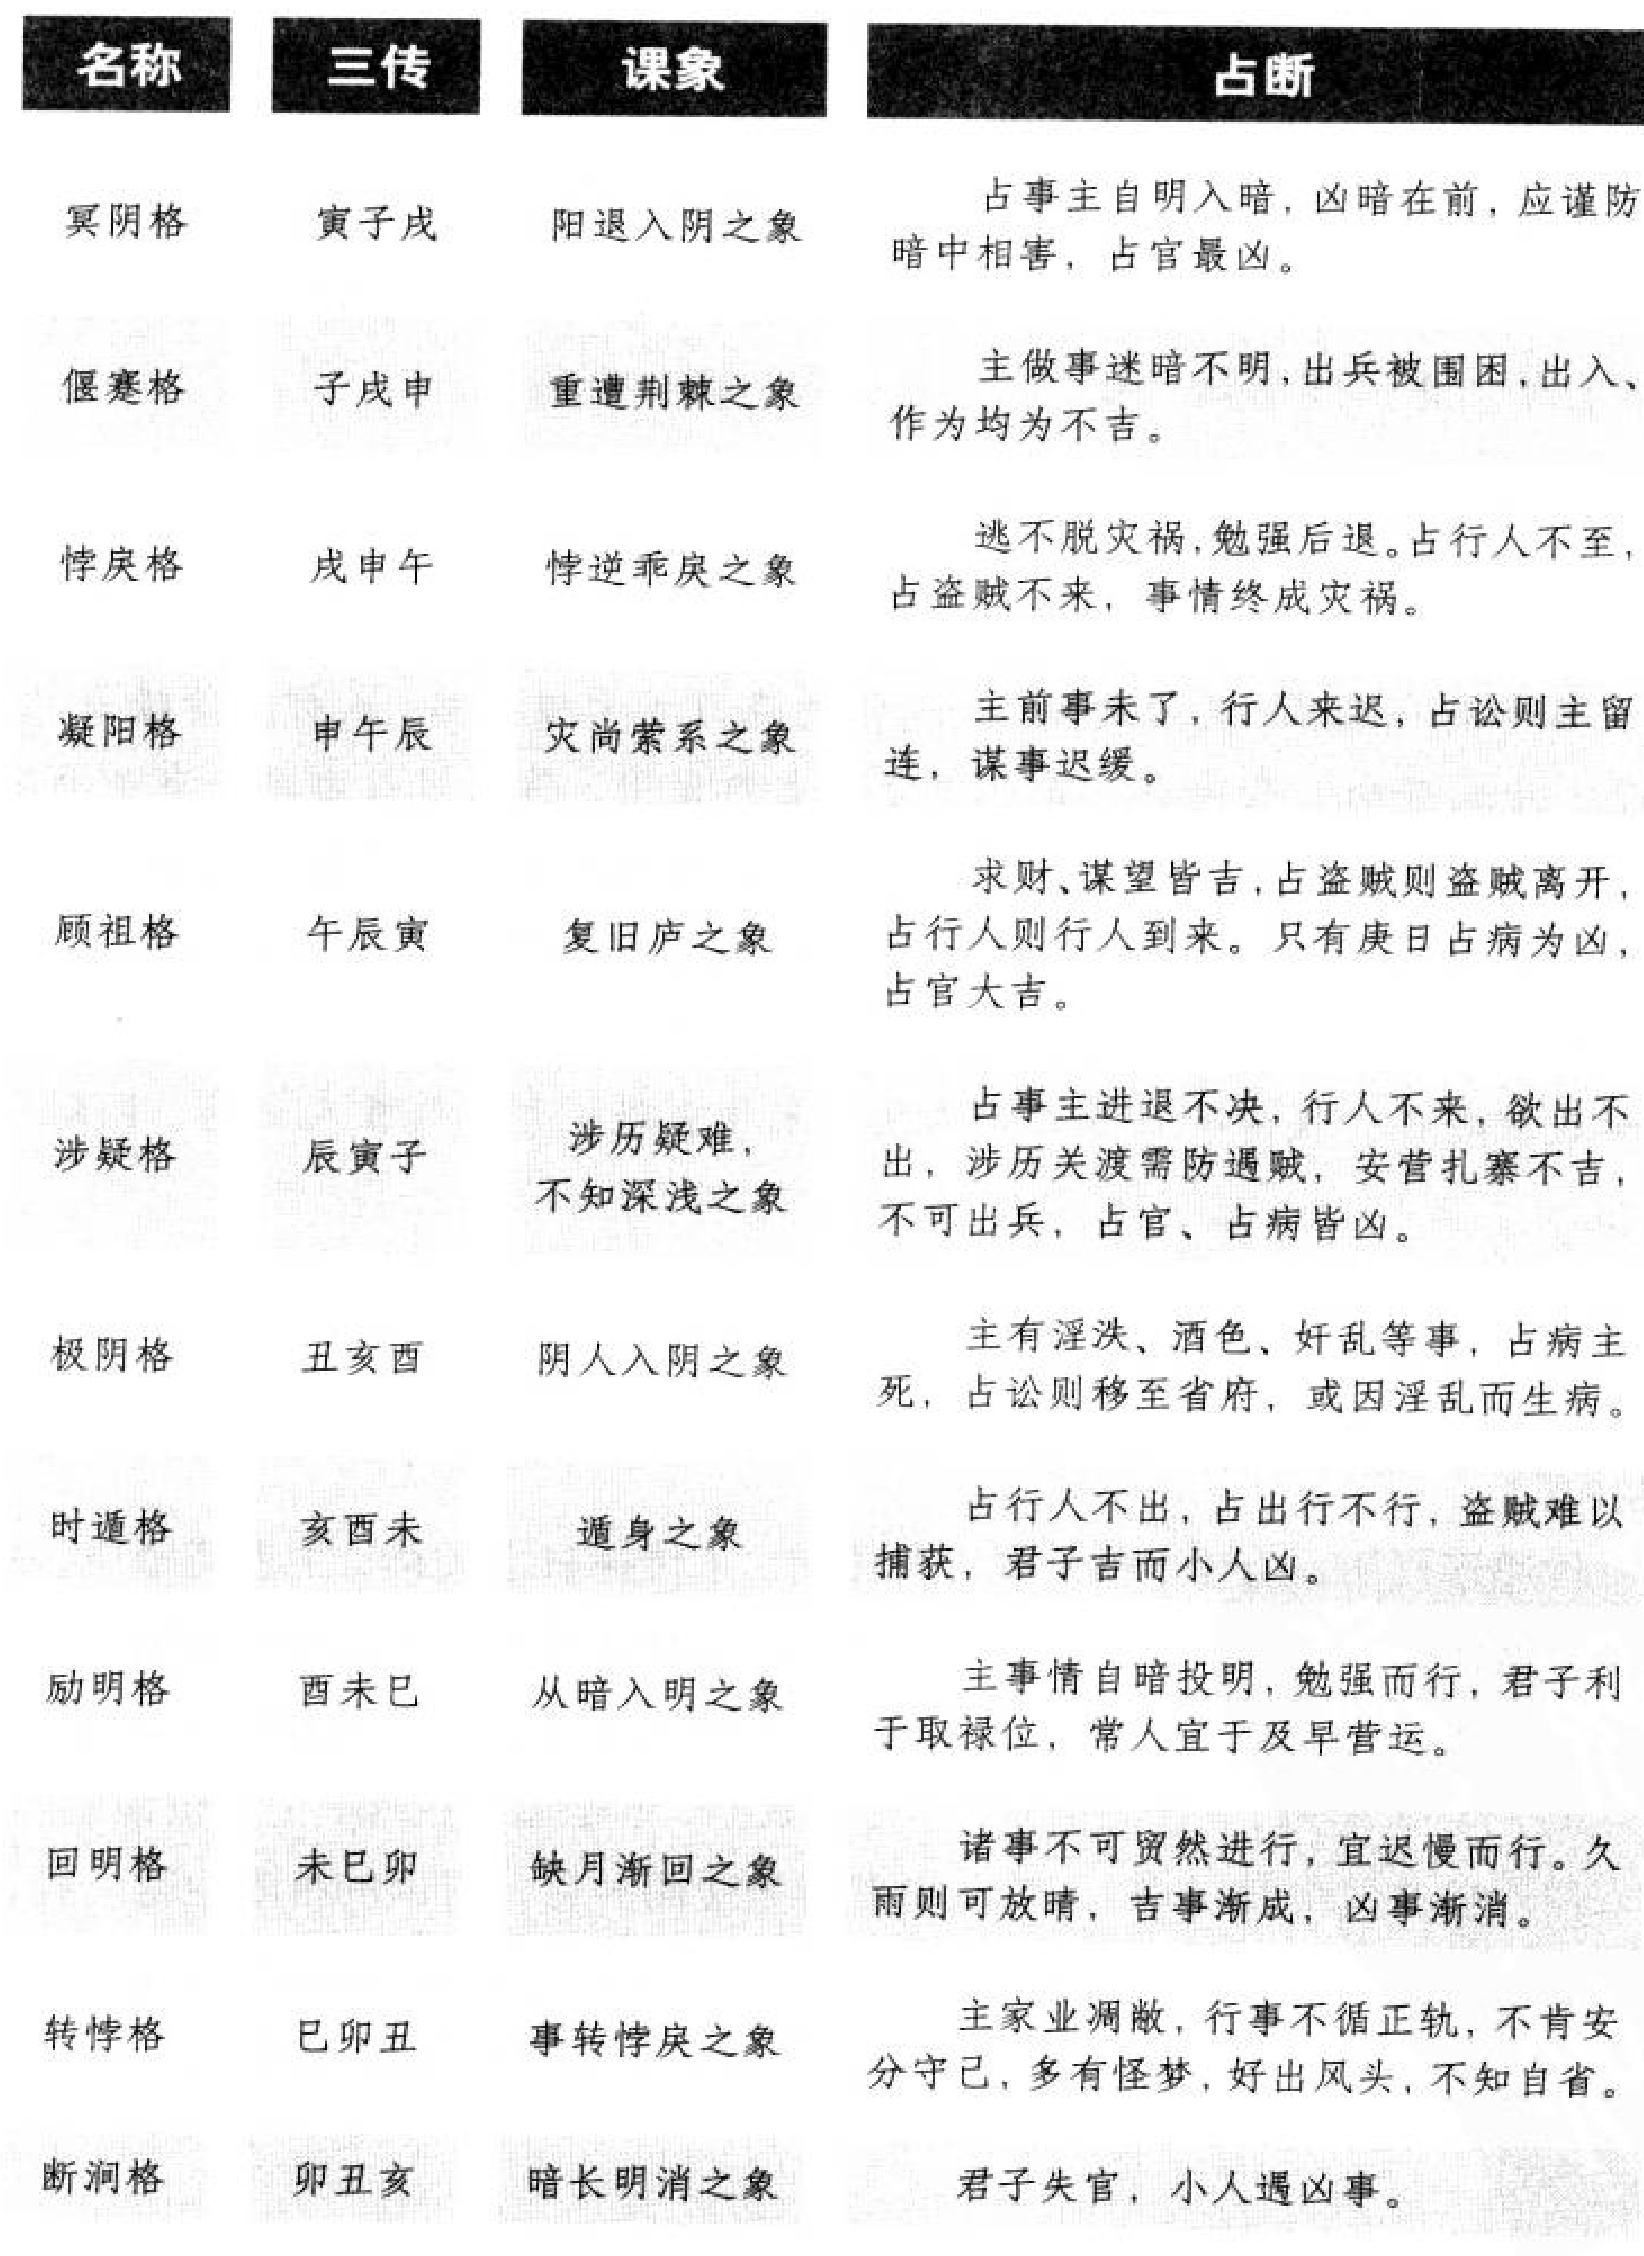 名称 三传 课象 占断
冥阴格 寅子戌 阳退入阴之象
占事主自明入暗，凶暗在前，应谨防
暗中相害，占官最凶。
偃蹇格 子戌申 重遭荆棘之象
主做事迷暗不明，出兵被围困，出入、
作为均为不吉。
悖戾格 戌申午 悖逆乖戾之象
逃不脱灾祸，勉强后退。占行人不至，
占盗贼不来，事情终成灾祸。
凝阳格 申午辰 灾尚萦系之象
主前事未了，行人来迟，占讼则主留
连，谋事迟缓。
顾祖格 午辰寅 复旧庐之象
求财、谋望皆吉，占盗贼则盗贼离开，
占行人则行人到来。只有庚日占病为凶，
占官大吉。
涉疑格 辰寅子
涉历疑难，
不知深浅之象
占事主进退不决，行人不来，欲出不
出，涉历关渡需防遇贼，安营扎寨不吉，
不可出兵，占官、占病皆凶。
极阴格 丑亥酉 阴人入阴之象
主有淫泆、酒色、奸乱等事，占病主
死，占讼则移至省府，或因淫乱而生病。
时遁格 亥酉未 遁身之象
占行人不出，占出行不行，盗贼难以
捕获，君子吉而小人凶。
励明格 酉未巳 从暗入明之象
主事情自暗投明，勉强而行，君子利
于取禄位，常人宜于及早营运。
回明格 未巳卯 缺月渐回之象
诸事不可贸然进行，宜迟慢而行。久
雨则可放晴，吉事渐成，凶事渐消。
转悖格 巳卯丑 事转悖戾之象
主家业凋敝，行事不循正轨，不肯安
分守己，多有怪梦，好出风头，不知自省。
断涧格 卯丑亥 暗长明消之象
君子失官，小人遇凶事。